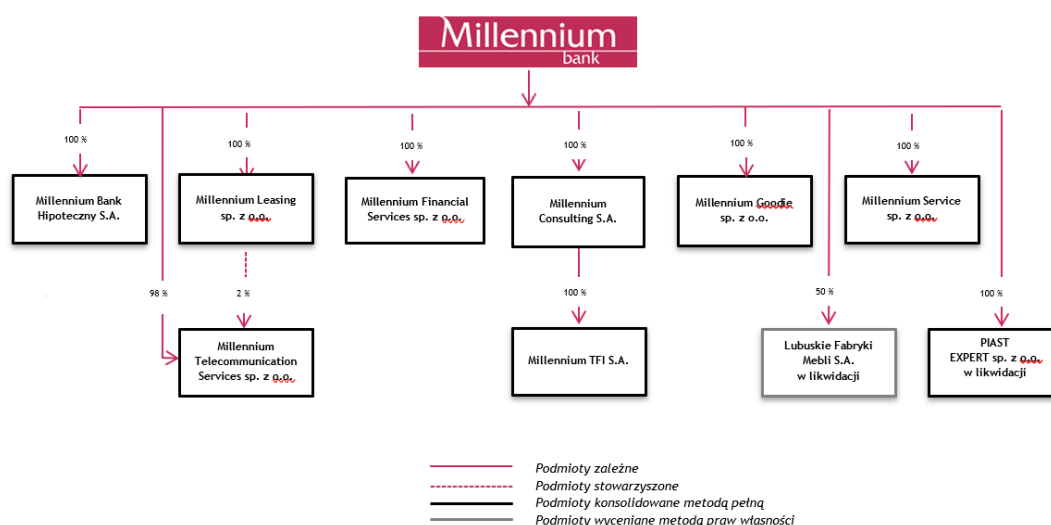 Millennium
bank
100 %
100 %
100 %
100 %
100 %
100 %
Millennium Bank
Hipoteczny S.A.
Millennium Leasing
sp. z o.o.
Millennium Financial
Services sp. z o.o.
Millennium
Consulting S.A.
Millennium Goodie
sp. z o.o.
Millennium Service
sp. z o.o.
98 %
2 %
100 %
50 %
100 %
Millennium
Telecommunication
Services sp. z o.o.
Millennium TFI S.A.
Lubuskie Fabryki
Mebli S.A.
w likwidacji
PIAST
EXPERT sp. z o.o.
w likwidacji
Podmioty zależne
Podmioty stowarzyszone
Podmioty konsolidowane metodą pełną
Podmioty wyceniane metodą praw własności